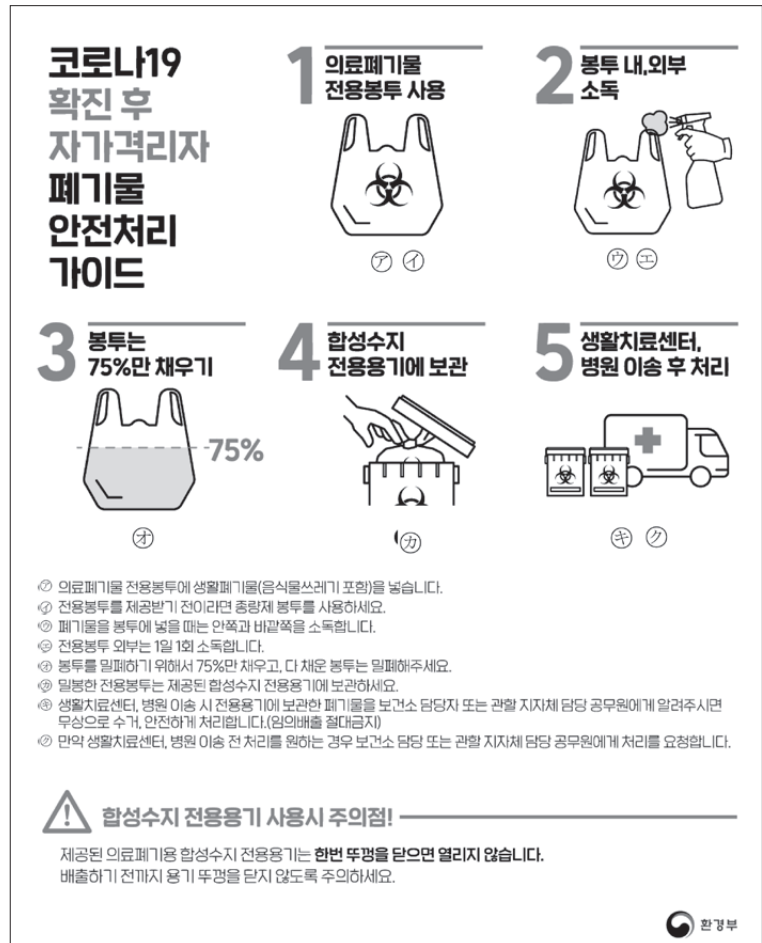 코로나19
확진 후
자가격리자
폐기물
안전처리
가이드
1 의료폐기물
전용봉투 사용
㋐ ㋑
2 봉투 내,외부
소독
㋒ ㋓
3 봉투는
75%만 채우기
75%
㋔
4 합성수지
전용용기에 보관
㋕
5 생활치료센터,
병원 이송 후 처리
㋖ ㋗
㋐ 의료폐기물 전용봉투에 생활폐기물(음식물쓰레기 포함)을 넣습니다.
㋑ 전용봉투를 제공받기 전이라면 종량제 봉투를 사용하세요.
㋒ 폐기물을 봉투에 넣을 때는 안쪽과 바깥쪽을 소독합니다.
㋓ 전용봉투 외부는 1일 1회 소독합니다.
㋔ 봉투를 밀폐하기 위해서 75%만 채우고, 다 채운 봉투는 밀폐해주세요.
㋕ 밀봉한 전용봉투는 제공된 합성수지 전용용기에 보관하세요.
㋖ 생활치료센터, 병원 이송 시 전용용기에 보관한 폐기물을 보건소 담당자 또는 관할 지자체 담당 공무원에게 알려주시면
무상으로 수거, 안전하게 처리합니다.(임의배출 절대금지)
㋗ 만약 생활치료센터, 병원 이송 전 처리를 원하는 경우 보건소 담당 또는 관할 지자체 담당 공무원에게 처리를 요청합니다.
합성수지 전용용기 사용시 주의점!
제공된 의료폐기용 합성수지 전용용기는 한번 뚜껑을 닫으면 열리지 않습니다.
배출하기 전까지 용기 뚜껑을 닫지 않도록 주의하세요.
환경부